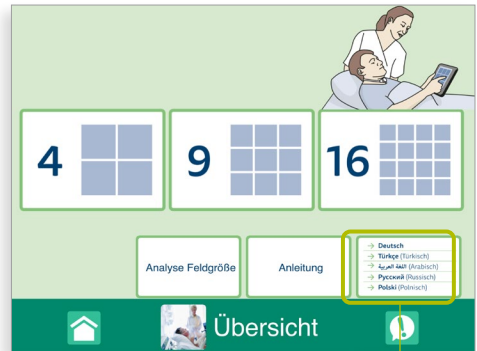 4
9
16
Analyse Feldgröße
Anleitung
→ Deutsch
→ Türkçe (Türkisch)
→ اللغة العربية (Arabisch)
→ Русский (Russisch)
→ Polski (Polnisch)
Übersicht